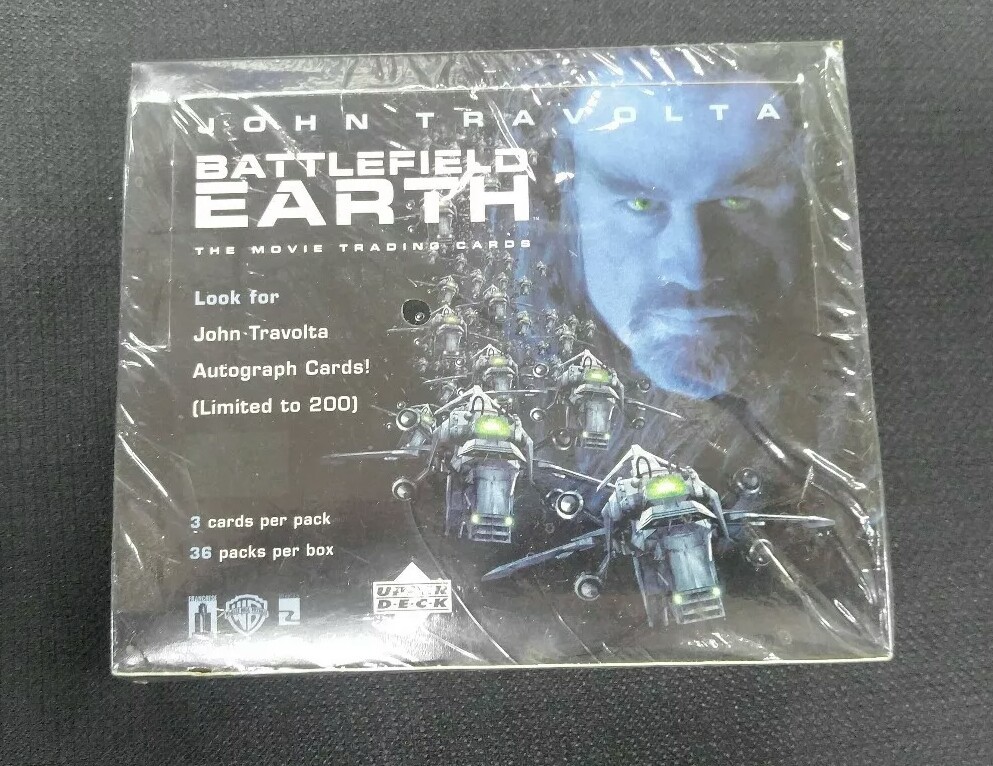 JOHN TRAVOLTA
BATTLEFIELD
EARTH
THE MOVIE TRADING CARDS
Look for
John Travolta
Autograph Cards!
(Limited to 200)
3 cards per pack
36 packs per box
FRANCHISE
UPPER
D·E·C·K